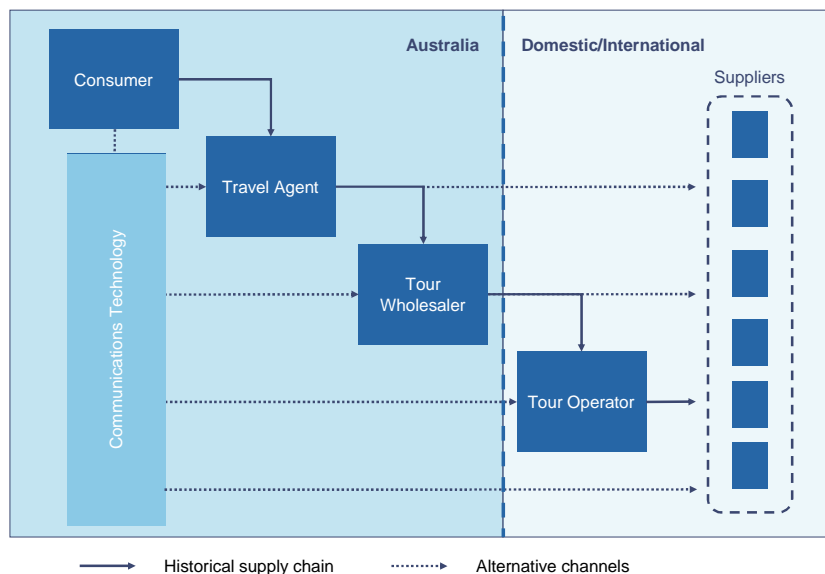 Australia
Domestic/International
Consumer
Suppliers
Travel Agent
Communications Technology
Tour
Wholesaler
Tour Operator
Historical supply chain
Alternative channels